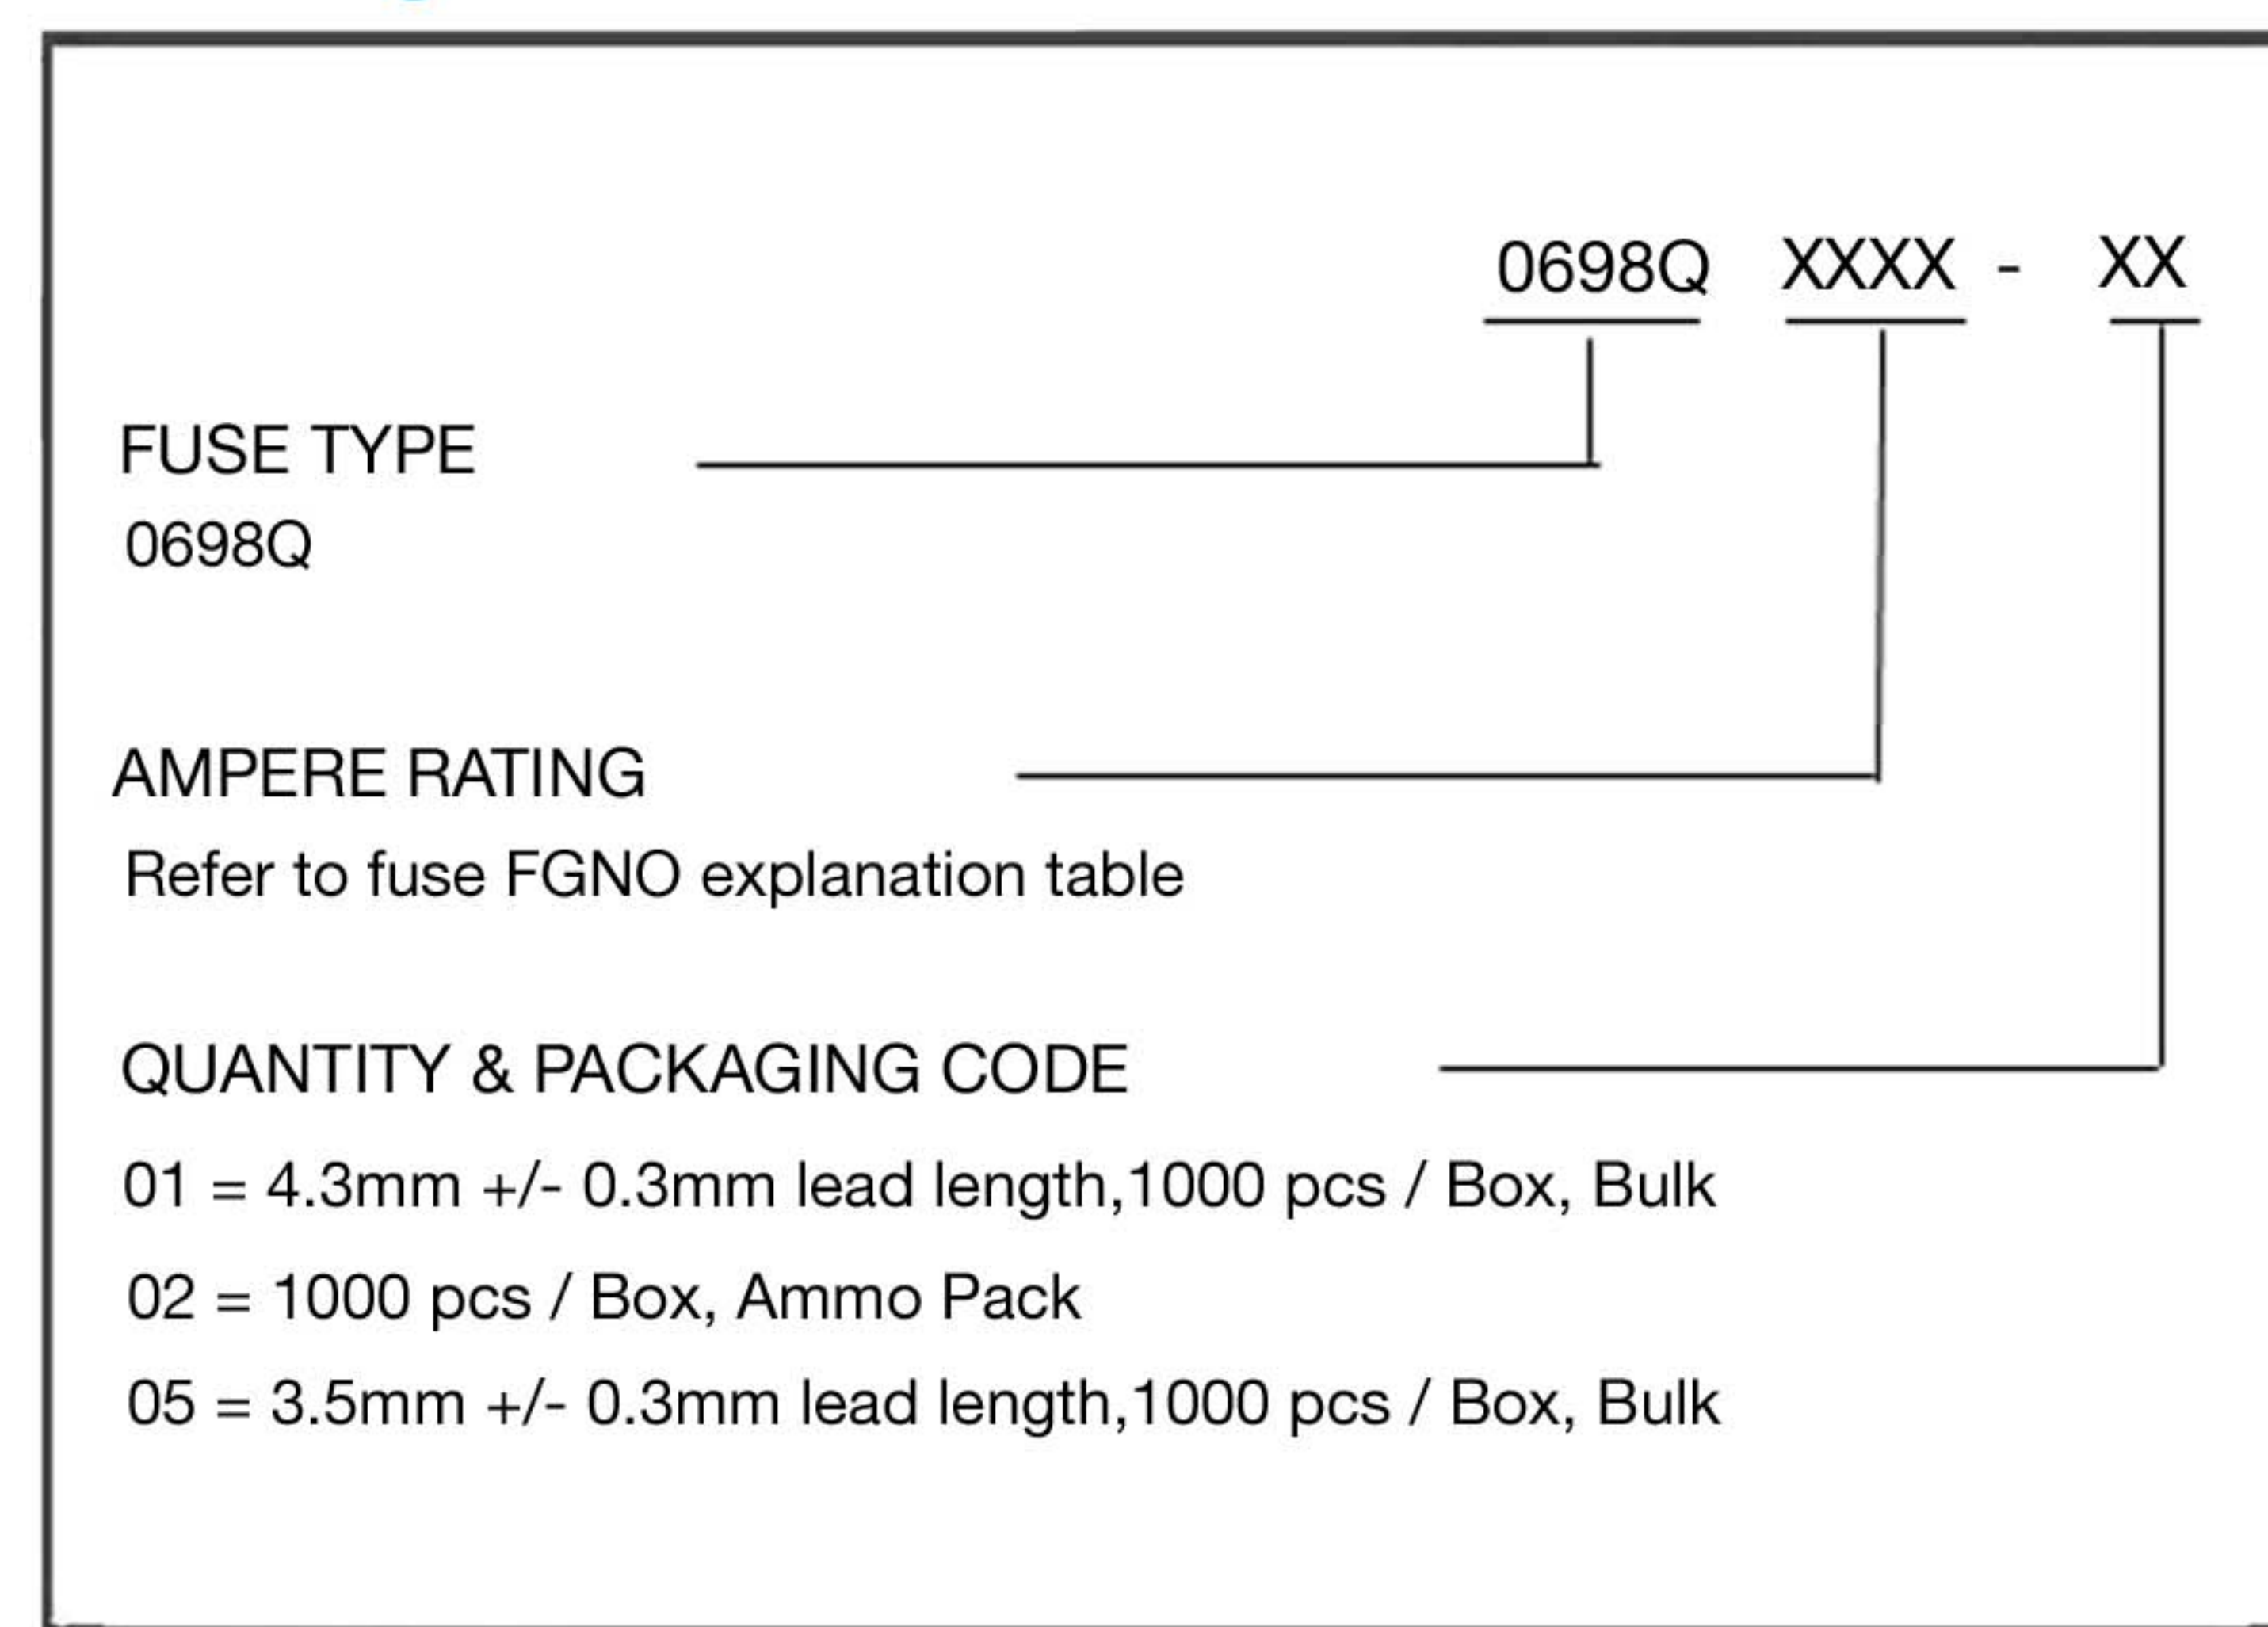 0698Q XXXX - XX
FUSE TYPE
0698Q
AMPERE RATING
Refer to fuse FGNO explanation table
QUANTITY & PACKAGING CODE
01 = 4.3mm +/- 0.3mm lead length,1000 pcs / Box, Bulk
02 = 1000 pcs / Box, Ammo Pack
05 = 3.5mm +/- 0.3mm lead length,1000 pcs / Box, Bulk